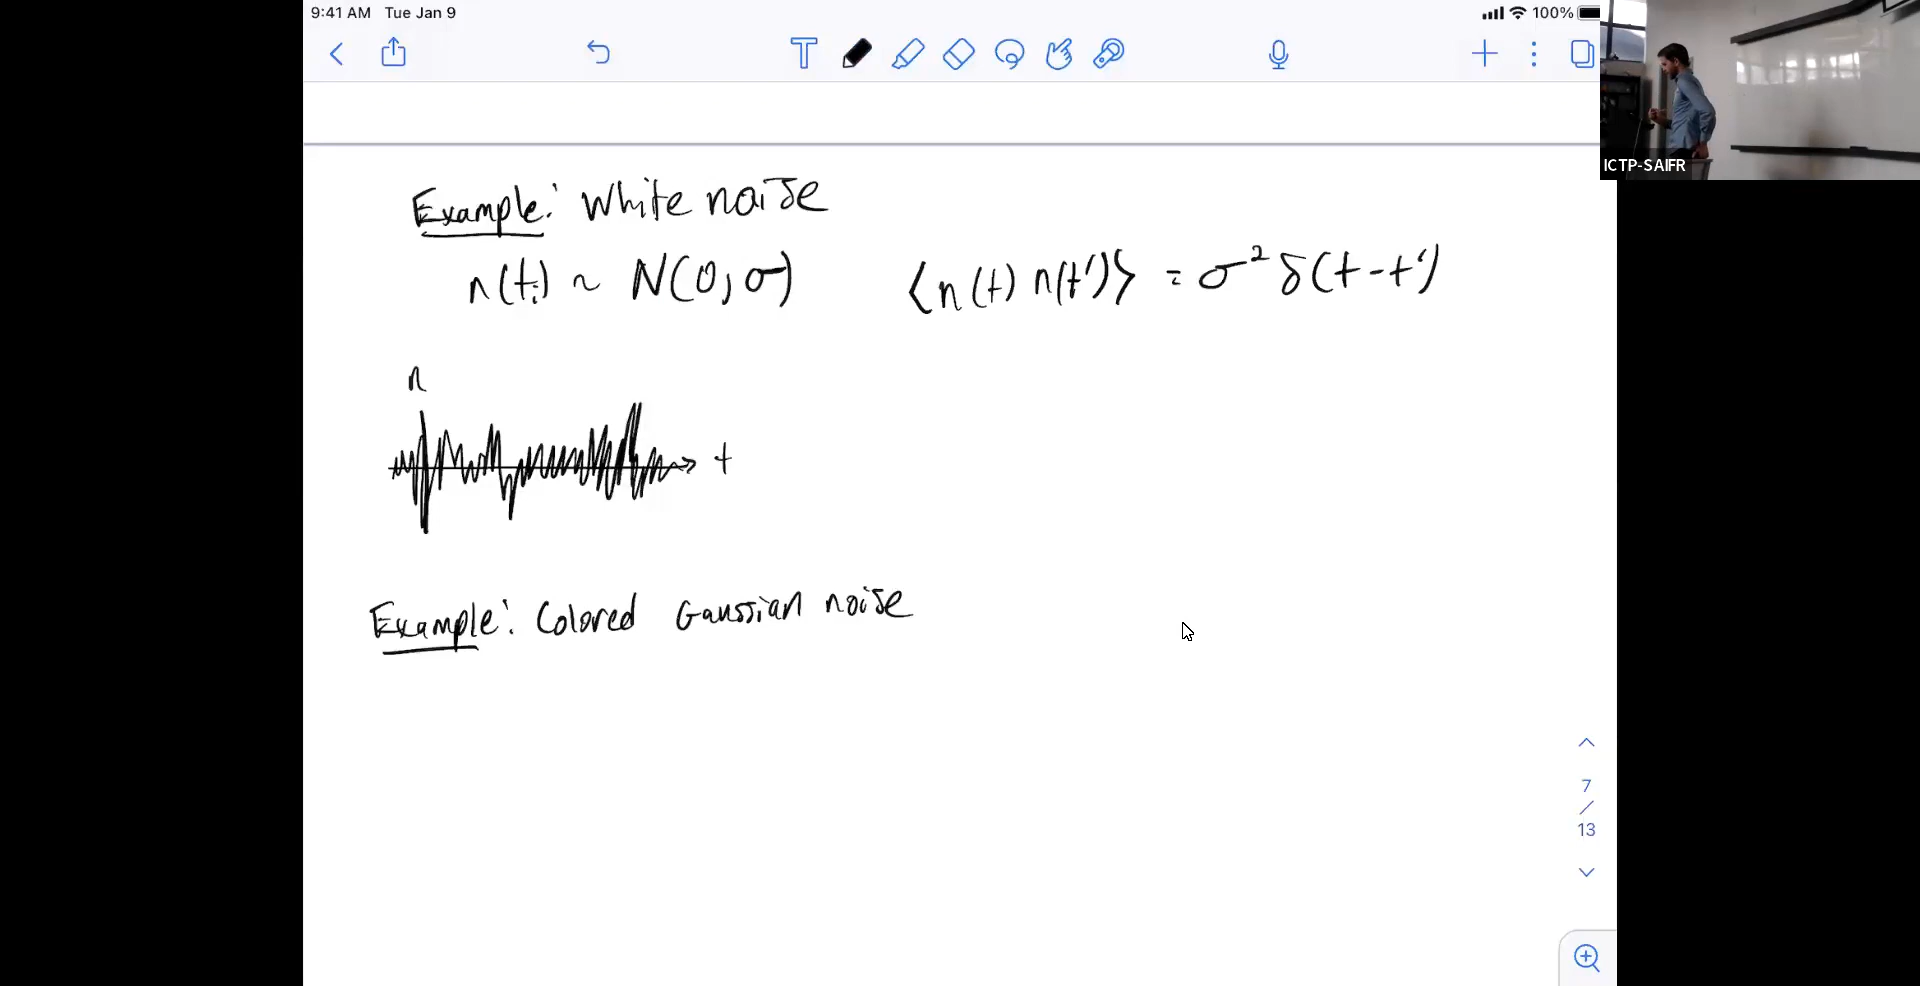 9:41 AM Tue Jan 9
100%
ICTP-SAIFR
Example: White noise
n(tᵢ) ~ N(0, σ) ⟨n(t) n(t')⟩ = σ² δ(t-t')
n
t
Example: Colored Gaussian noise
7
/
13